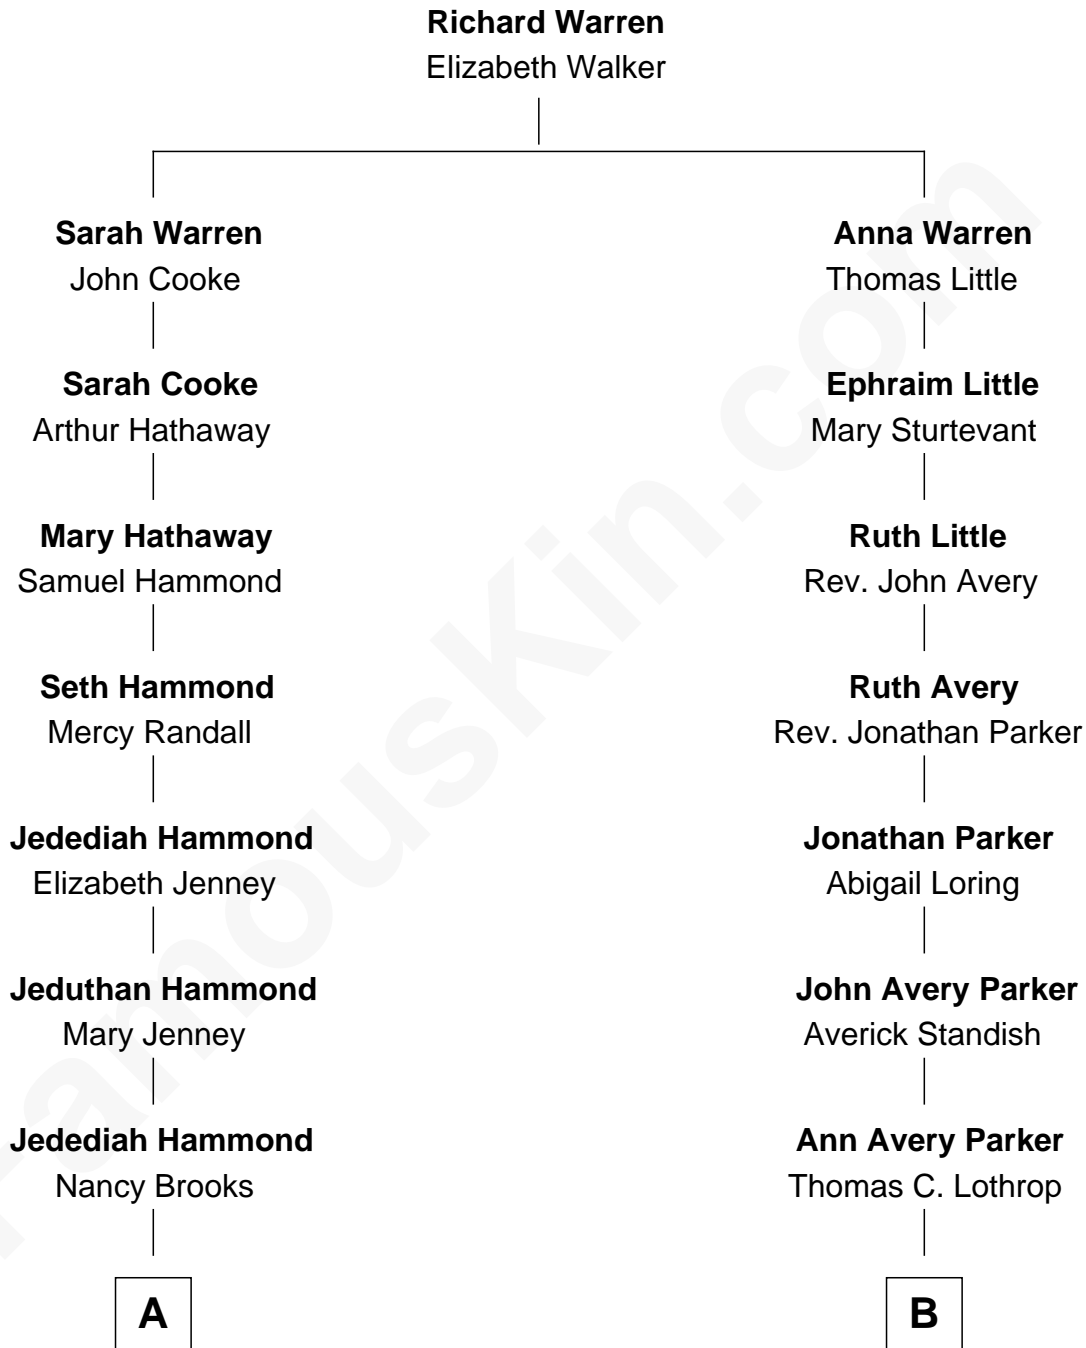 Richard Warren
Elizabeth Walker
Sarah Warren
John Cooke
Anna Warren
Thomas Little
Sarah Cooke
Arthur Hathaway
Ephraim Little
Mary Sturtevant
Mary Hathaway
Samuel Hammond
Ruth Little
Rev. John Avery
Seth Hammond
Mercy Randall
Ruth Avery
Rev. Jonathan Parker
Jedediah Hammond
Elizabeth Jenney
Jonathan Parker
Abigail Loring
Jeduthan Hammond
Mary Jenney
John Avery Parker
Averick Standish
Jedediah Hammond
Nancy Brooks
Ann Avery Parker
Thomas C. Lothrop
A
B
FamousKin.com